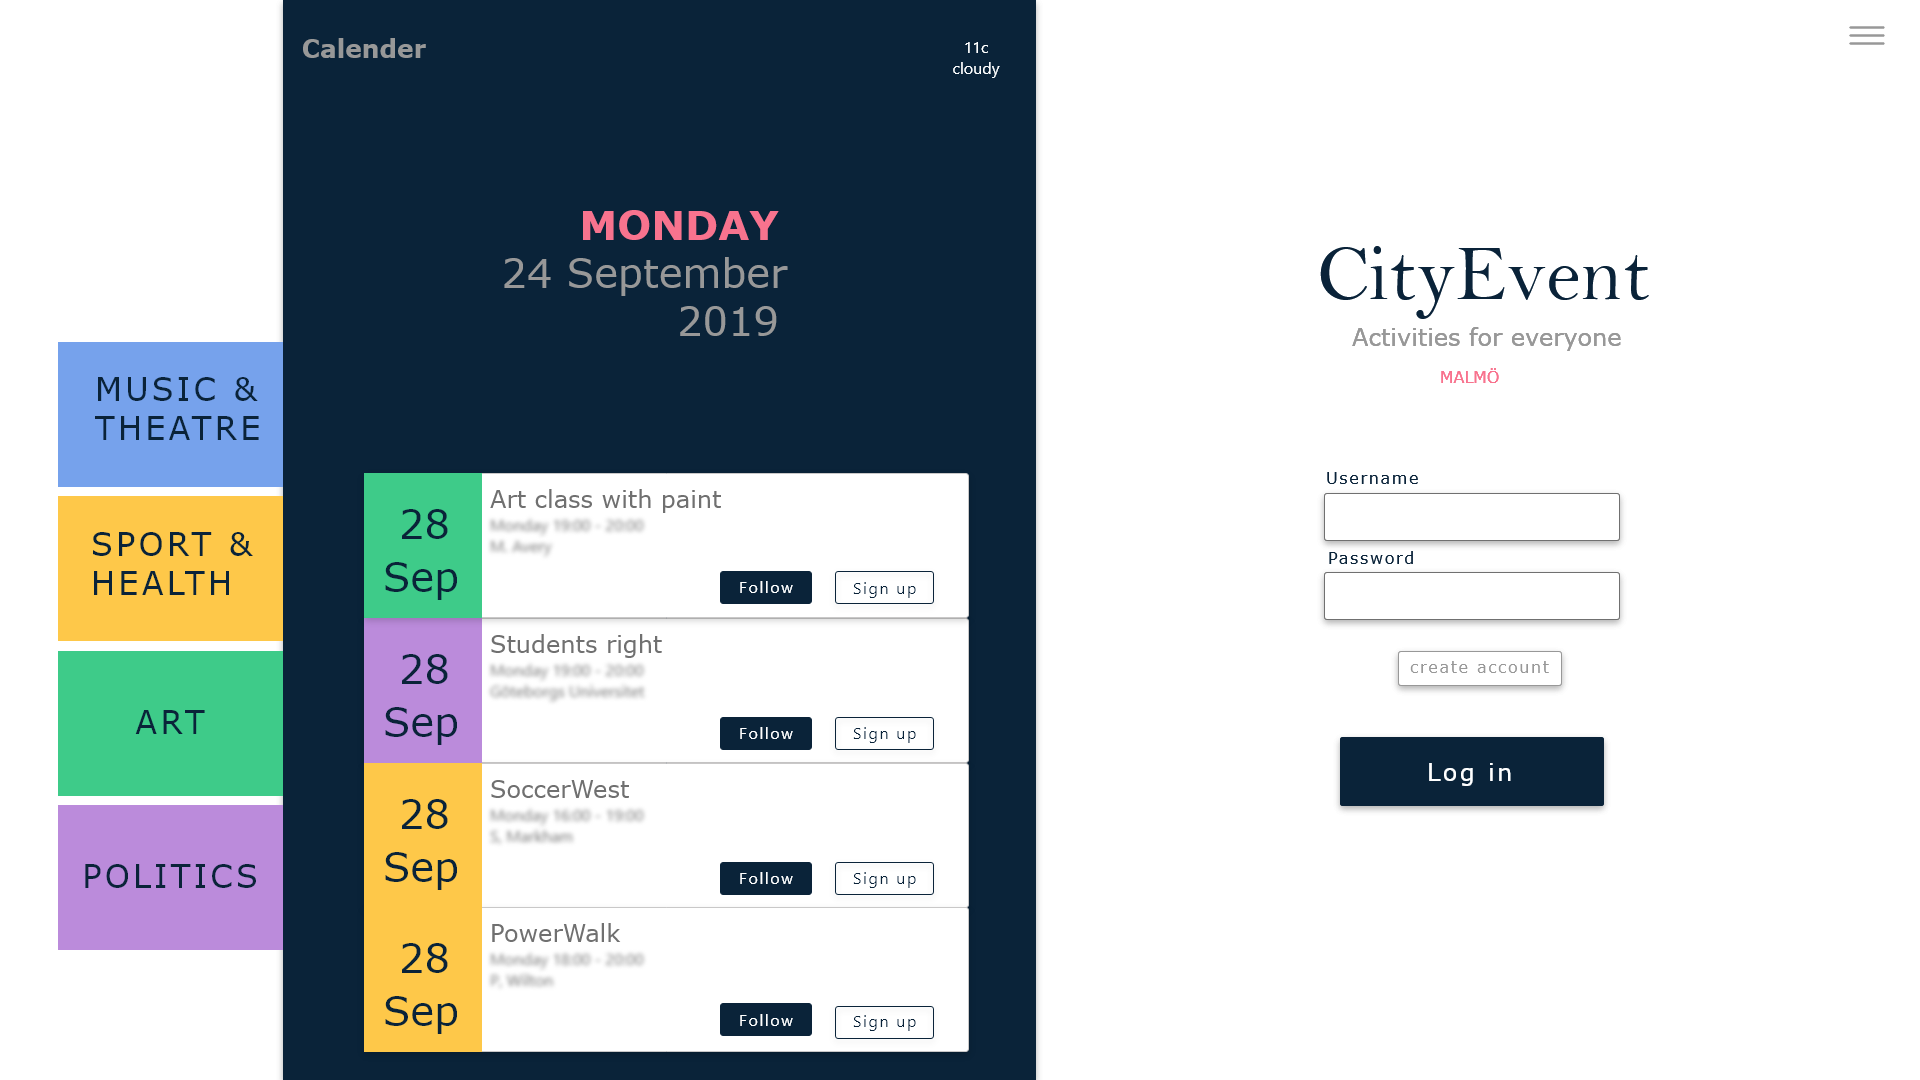 Calender
11c
cloudy
MONDAY
24 September
2019
MUSIC &
THEATRE
SPORT &
HEALTH
ART
POLITICS
28
Sep
Art class with paint
Monday 19:00 - 20:00
M. Avery
Follow
Sign up
28
Sep
Students right
Monday 19:00 - 20:00
Göteborgs Universitet
Follow
Sign up
28
Sep
SoccerWest
Monday 16:00 - 19:00
S, Markham
Follow
Sign up
28
Sep
PowerWalk
Monday 18:00 - 20:00
P, Wilton
Follow
Sign up
CityEvent
Activities for everyone
MALMÖ
Username
Password
create account
Log in